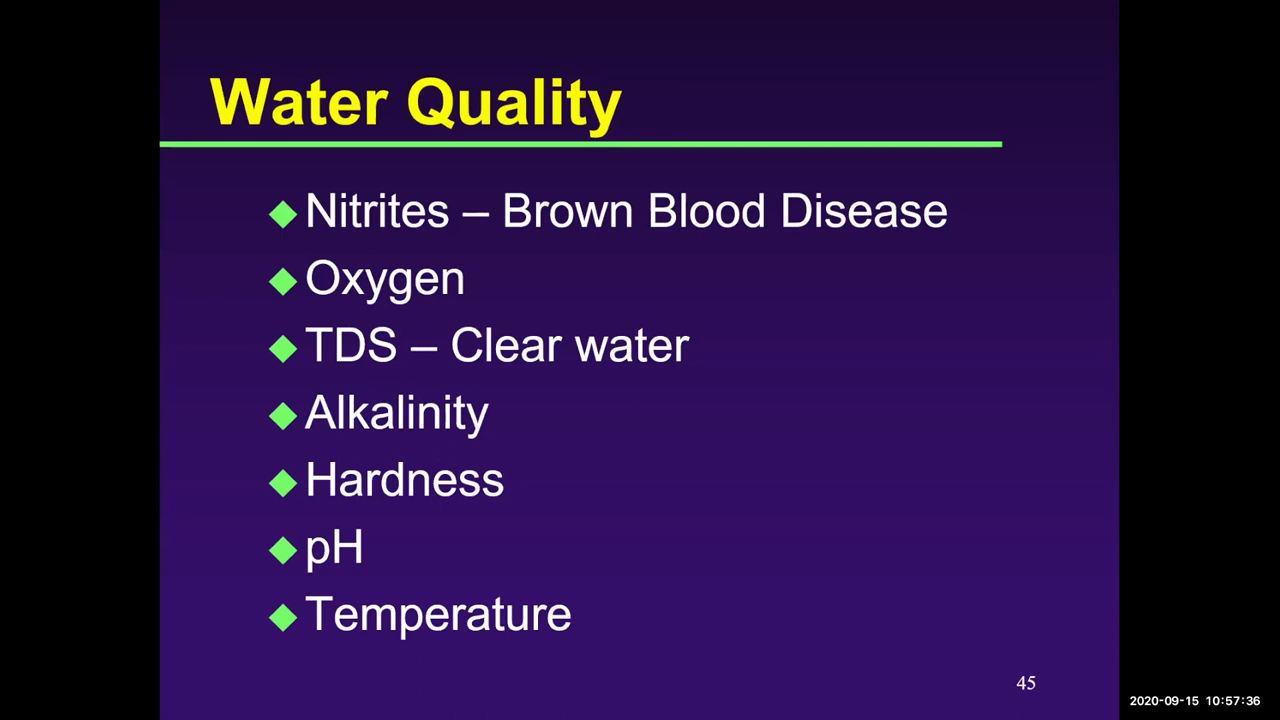 Water Quality
Nitrites – Brown Blood Disease
Oxygen
TDS – Clear water
Alkalinity
Hardness
pH
Temperature
45
2020-09-15 10:57:36